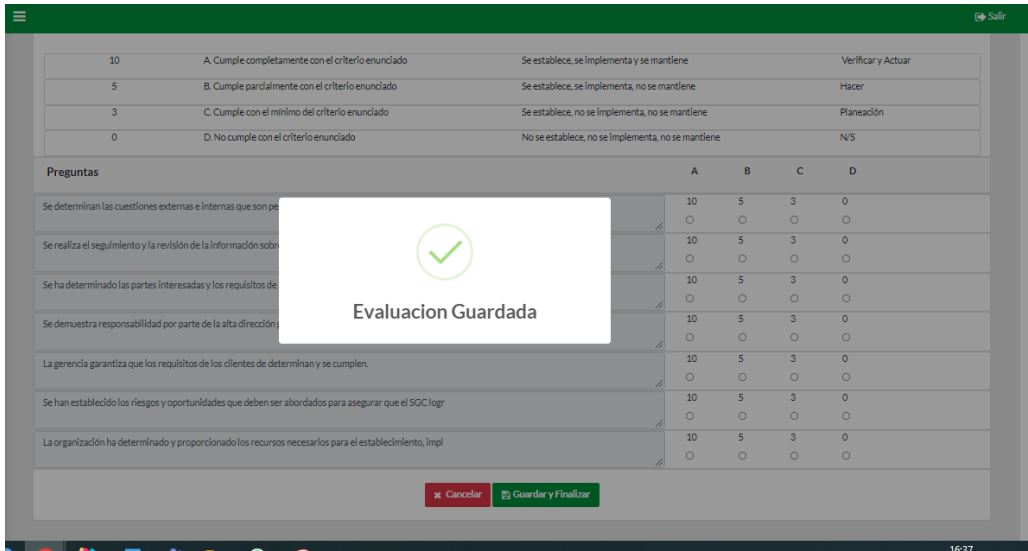 Salir
10 A. Cumple completamente con el criterio enunciado Se establece, se implementa y se mantiene Verificar y Actuar
5 B. Cumple parcialmente con el criterio enunciado Se establece, se implementa, no se mantiene Hacer
3 C. Cumple con el mínimo del criterio enunciado Se establece, no se implementa, no se mantiene Planeación
0 D. No cumple con el criterio enunciado No se establece, no se implementa, no se mantiene N/S
Preguntas A B C D
Se determinan las cuestiones externas e internas que son pe 10 5 3 0
Se realiza el seguimiento y la revisión de la información sobr 10 5 3 0
Se ha determinado las partes interesadas y los requisitos de 10 5 3 0
Evaluacion Guardada
Se demuestra responsabilidad por parte de la alta dirección 10 5 3 0
La gerencia garantiza que los requisitos de los clientes de determinan y se cumplen. 10 5 3 0
Se han establecido los riesgos y oportunidades que deben ser abordados para asegurar que el SGC logr 10 5 3 0
La organización ha determinado y proporcionado los recursos necesarios para el establecimiento, impl 10 5 3 0
Cancelar Guardar y Finalizar
16:37